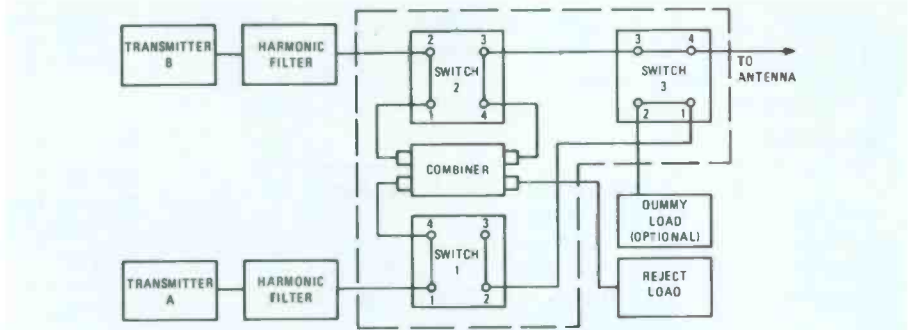 TRANSMITTER
B
HARMONIC
FILTER
2
3
SWITCH
2
1
4
3
4
SWITCH
3
2
1
TO
ANTENNA
COMBINER
4
3
SWITCH
1
1
2
TRANSMITTER
A
HARMONIC
FILTER
DUMMY
LOAD
(OPTIONAL)
REJECT
LOAD